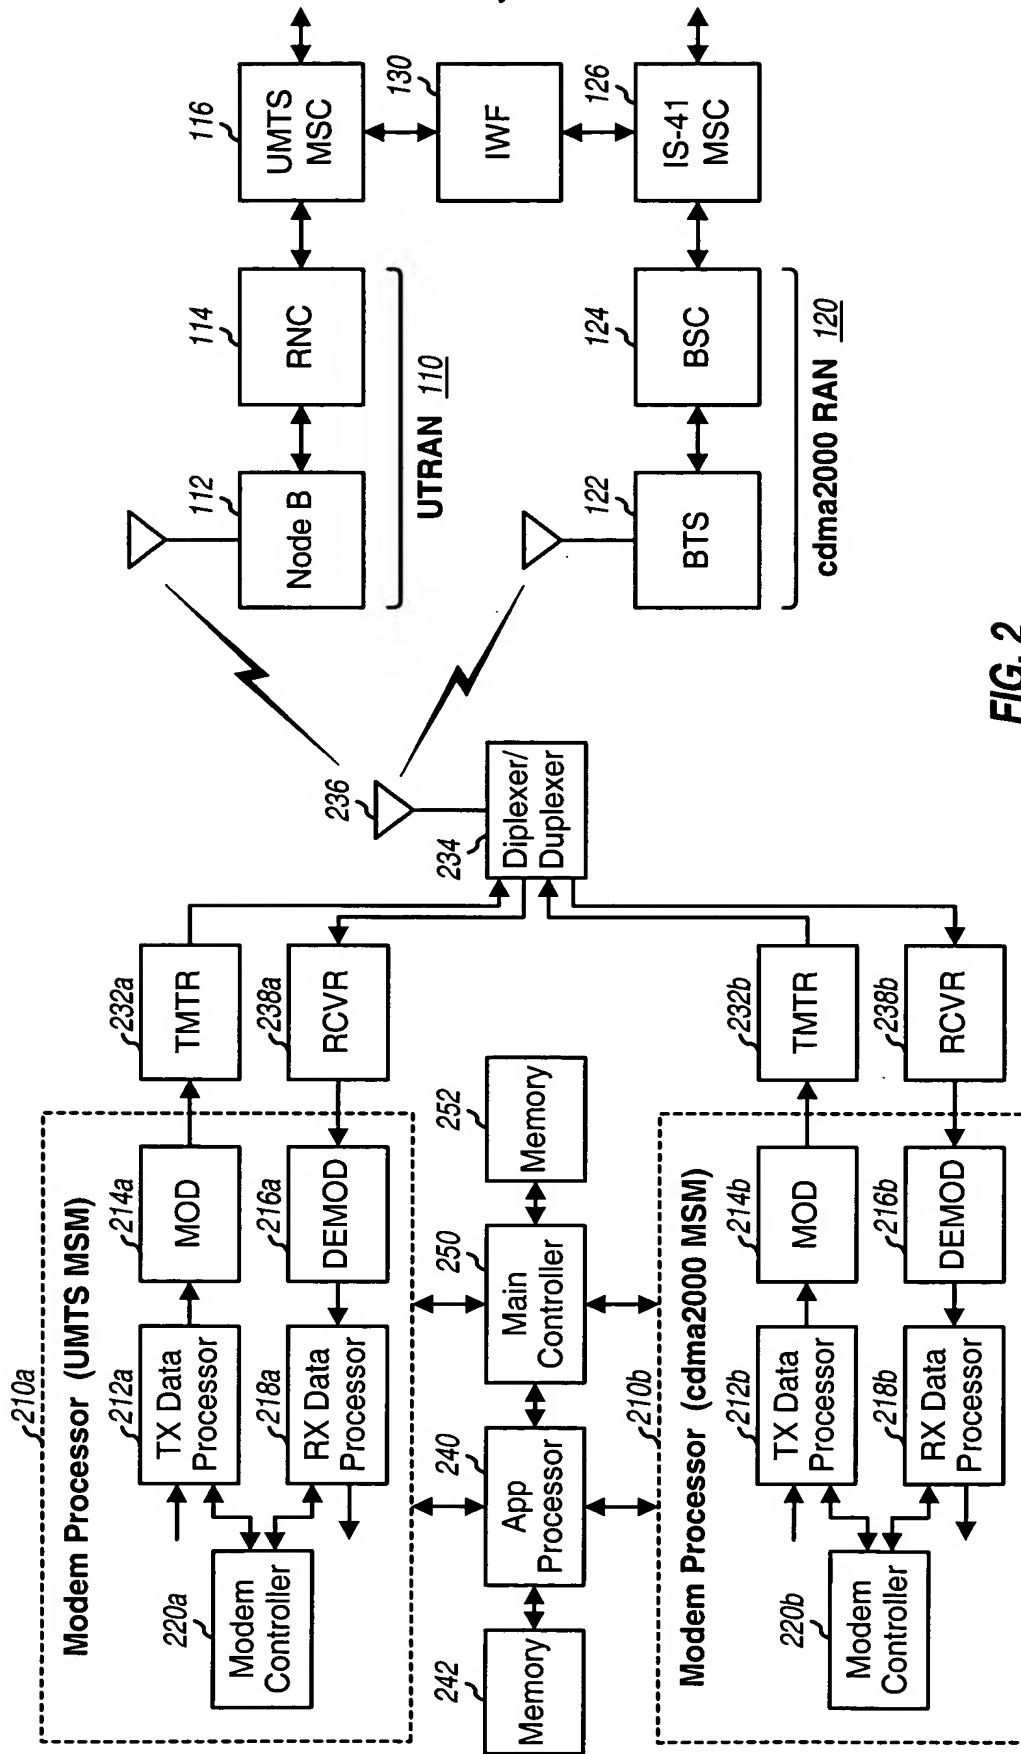 210a
Modem Processor (UMTS MSM)
212a
TX Data
Processor
214a
MOD
232a
TMTR
218a
RX Data
Processor
216a
DEMOD
238a
RCVR
220a
Modem
Controller
242
Memory
240
App
Processor
250
Main
Controller
252
Memory
210b
Modem Processor (cdma2000 MSM)
212b
TX Data
Processor
214b
MOD
232b
TMTR
218b
RX Data
Processor
216b
DEMOD
238b
RCVR
220b
Modem
Controller
234
Diplexer/
Duplexer
236
112
Node B
114
RNC
116
UMTS
MSC
UTRAN 110
130
IWF
122
BTS
124
BSC
126
IS-41
MSC
cdma2000 RAN 120
FIG. 2